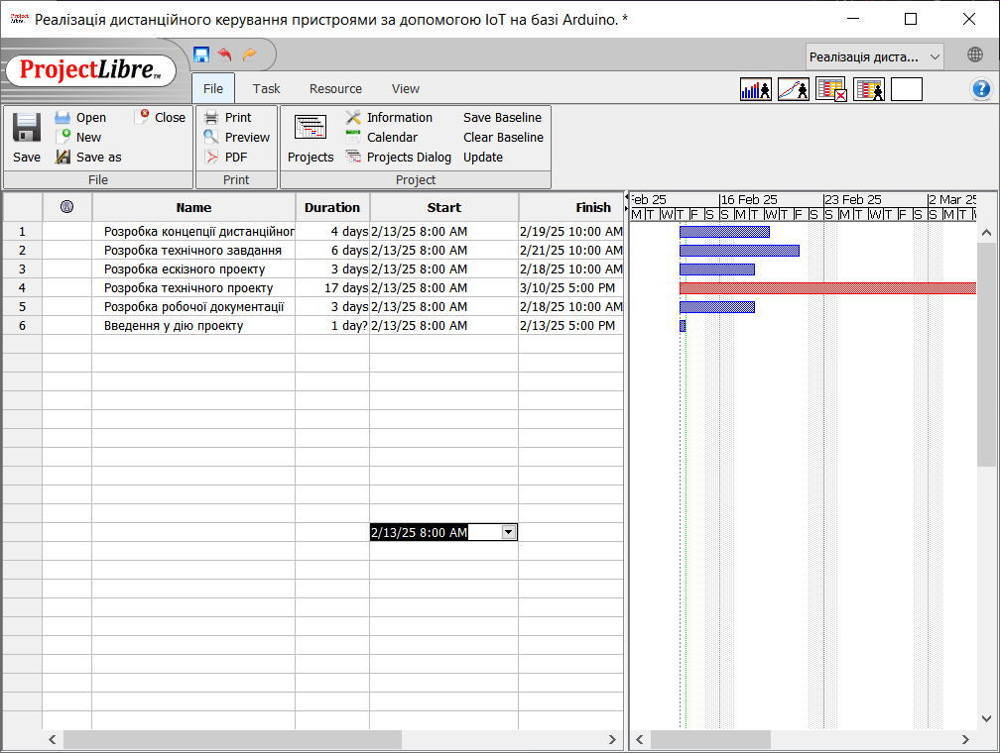 Реалізація дистанційного керування пристроями за допомогою IoT на базі Arduino. *
ProjectLibre™
Реалізація диста...
File Task Resource View
Save
Open
New
Save as
Close
File
Print
Preview
PDF
Print
Projects
Information
Calendar
Projects Dialog
Save Baseline
Clear Baseline
Update
Project
Name Duration Start Finish
1 Розробка концепції дистанційног 4 days 2/13/25 8:00 AM 2/19/25 10:00 AM
2 Розробка технічного завдання 6 days 2/13/25 8:00 AM 2/21/25 10:00 AM
3 Розробка ескізного проекту 3 days 2/13/25 8:00 AM 2/18/25 10:00 AM
4 Розробка технічного проекту 17 days 2/13/25 8:00 AM 3/10/25 5:00 PM
5 Розробка робочої документації 3 days 2/13/25 8:00 AM 2/18/25 10:00 AM
6 Введення у дію проекту 1 day? 2/13/25 8:00 AM 2/13/25 5:00 PM
2/13/25 8:00 AM
Feb 25 16 Feb 25 23 Feb 25 2 Mar 25
M T W T F S S M T W T F S S M T W T F S S M T